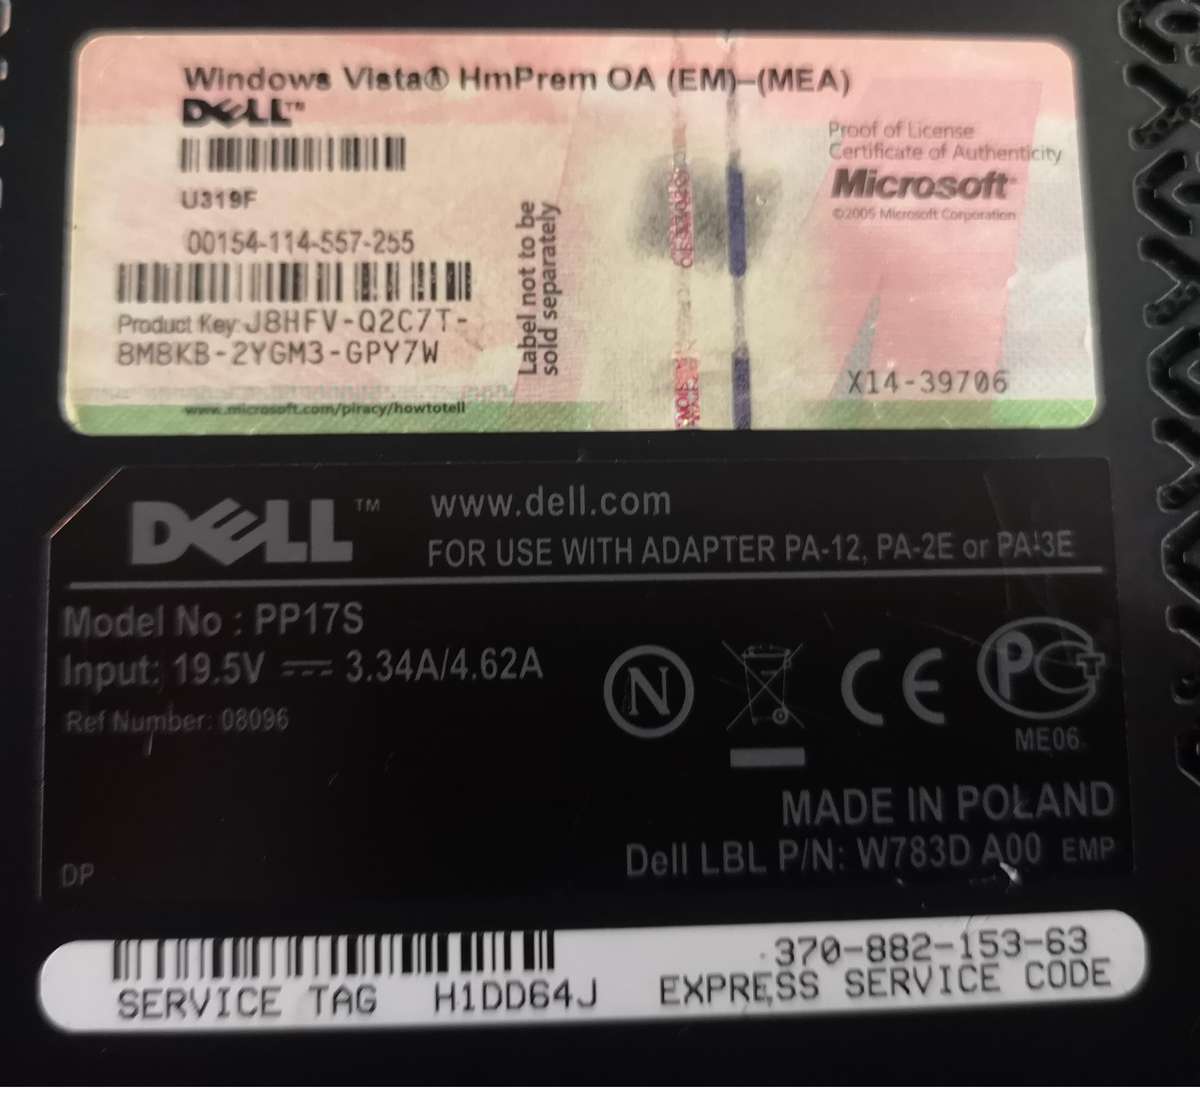 Windows Vista® HmPrem OA (EM)-(MEA)
DELL™
U319F
00154-114-557-255
Product Key: J8HFV-Q2C7T-
8M8KB-2YGM3-GPY7W
www.microsoft.com/piracy/howtotell
Label not to be
sold separately
Proof of License
Certificate of Authenticity
Microsoft®
©2005 Microsoft Corporation
X14-39706
DELL™
www.dell.com
FOR USE WITH ADAPTER PA-12, PA-2E or PA-3E
Model No : PP17S
Input: 19.5V 3.34A/4.62A
Ref Number: 08096
N
CE
PCT
ME06
MADE IN POLAND
Dell LBL P/N: W783D A00 EMP
DP
SERVICE TAG H1DD64J
370-882-153-63
EXPRESS SERVICE CODE